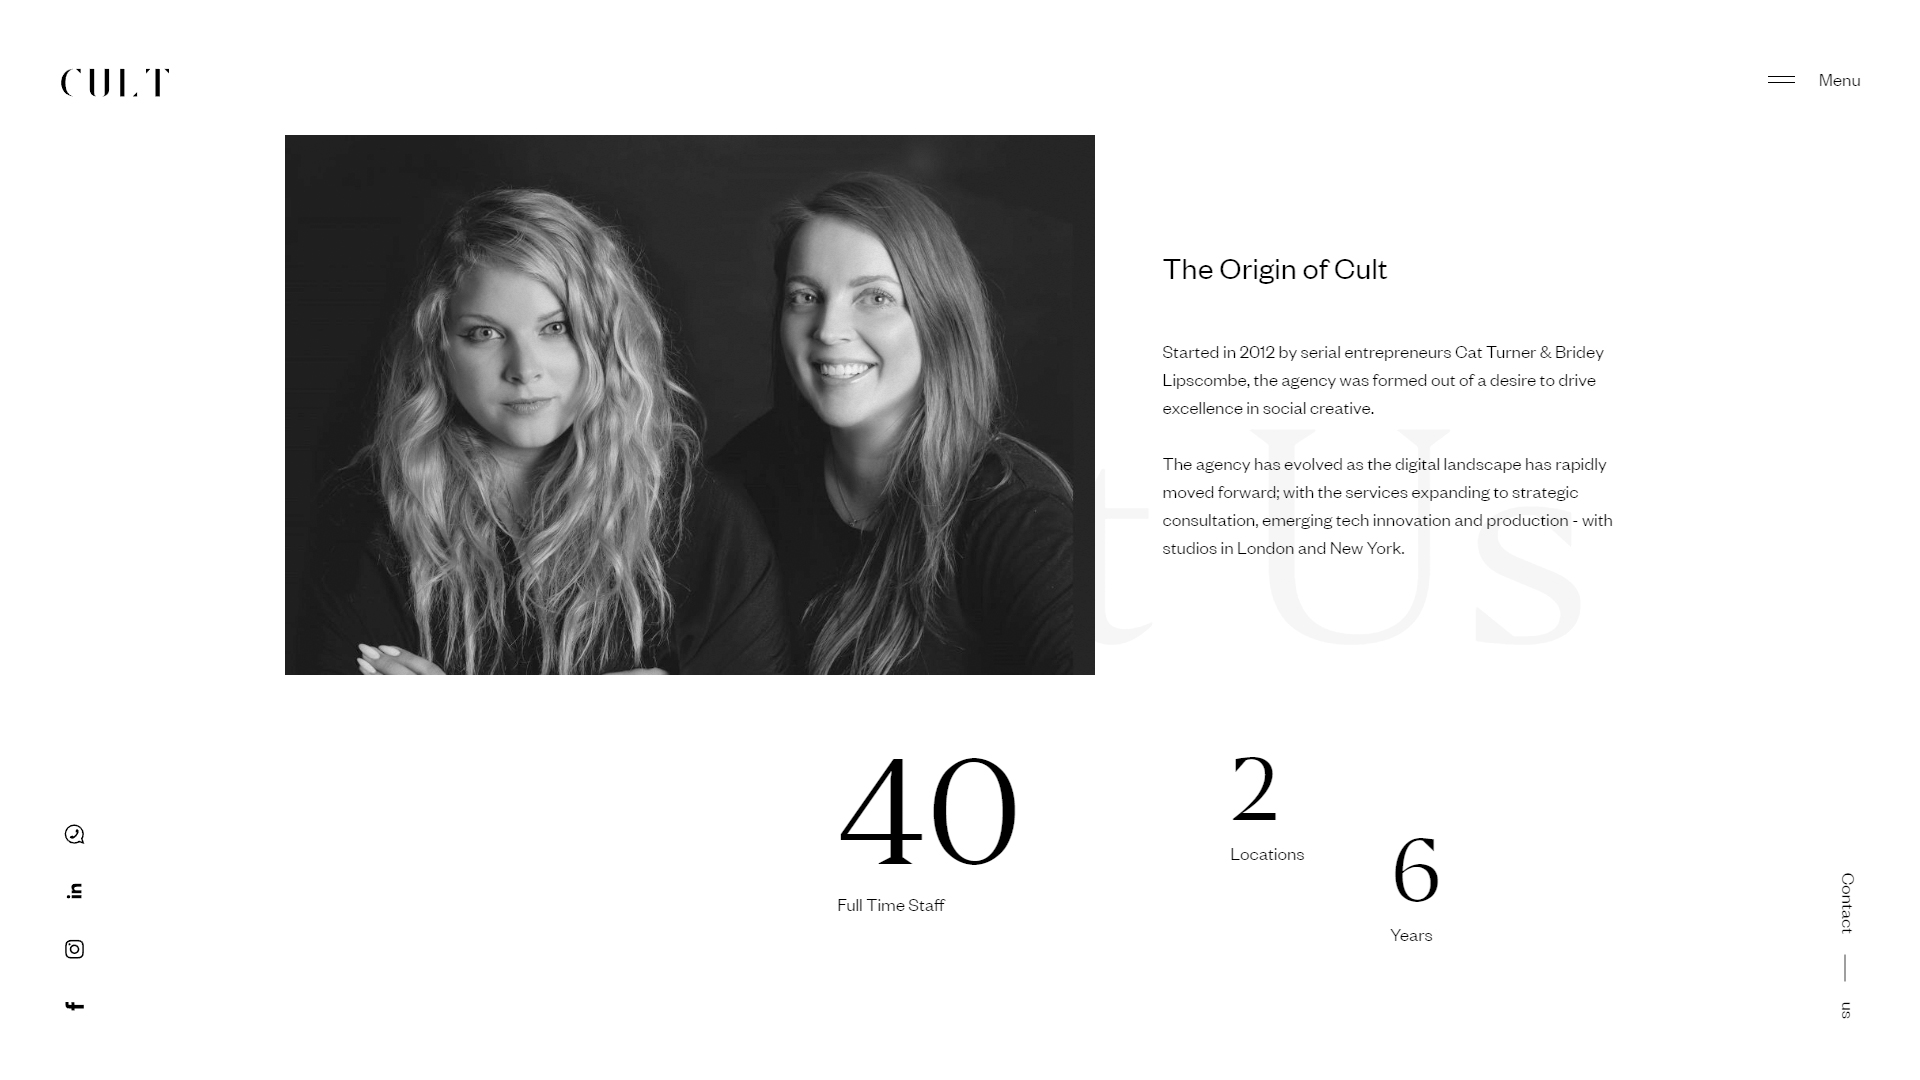 CULT
Menu
The Origin of Cult
Started in 2012 by serial entrepreneurs Cat Turner & Bridey
Lipscombe, the agency was formed out of a desire to drive
excellence in social creative.
The agency has evolved as the digital landscape has rapidly
moved forward; with the services expanding to strategic
consultation, emerging tech innovation and production - with
studios in London and New York.
t Us
40
Full Time Staff
2
Locations
6
Years
in
f
Contact — us